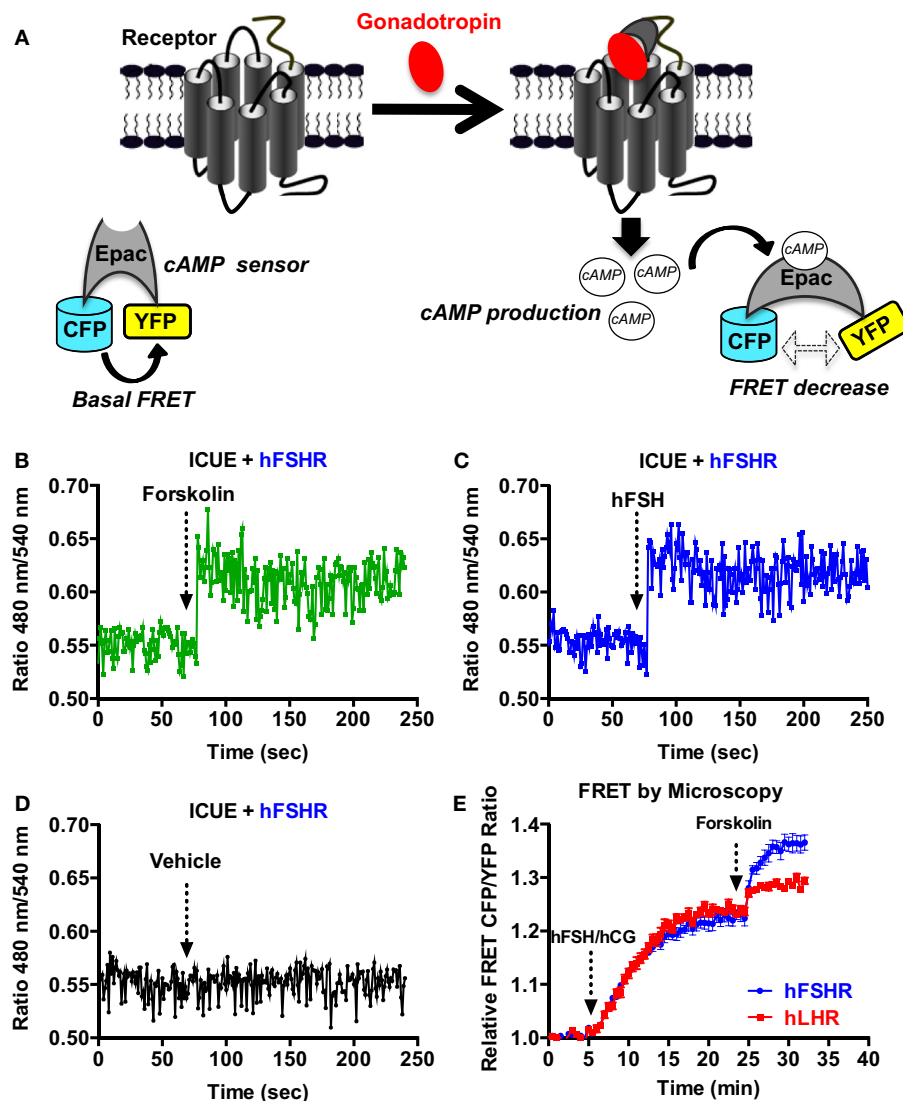 A
Receptor
Gonadotropin
Epac
cAMP sensor
CFP
YFP
Basal FRET
cAMP
cAMP
cAMP
cAMP production
cAMP
Epac
CFP
YFP
FRET decrease
B
ICUE + hFSHR
Forskolin
Ratio 480 nm/540 nm
0.70
0.65
0.60
0.55
0.50
0
50
100
150
200
250
Time (sec)
C
ICUE + hFSHR
hFSH
Ratio 480 nm/540 nm
0.70
0.65
0.60
0.55
0.50
0
50
100
150
200
250
Time (sec)
D
ICUE + hFSHR
Vehicle
Ratio 480 nm/540 nm
0.70
0.65
0.60
0.55
0.50
0
50
100
150
200
250
Time (sec)
E
FRET by Microscopy
Forskolin
hFSH/hCG
hFSHR
hLHR
Relative FRET CFP/YFP Ratio
1.4
1.3
1.2
1.1
1.0
0
5
10
15
20
25
30
35
40
Time (min)